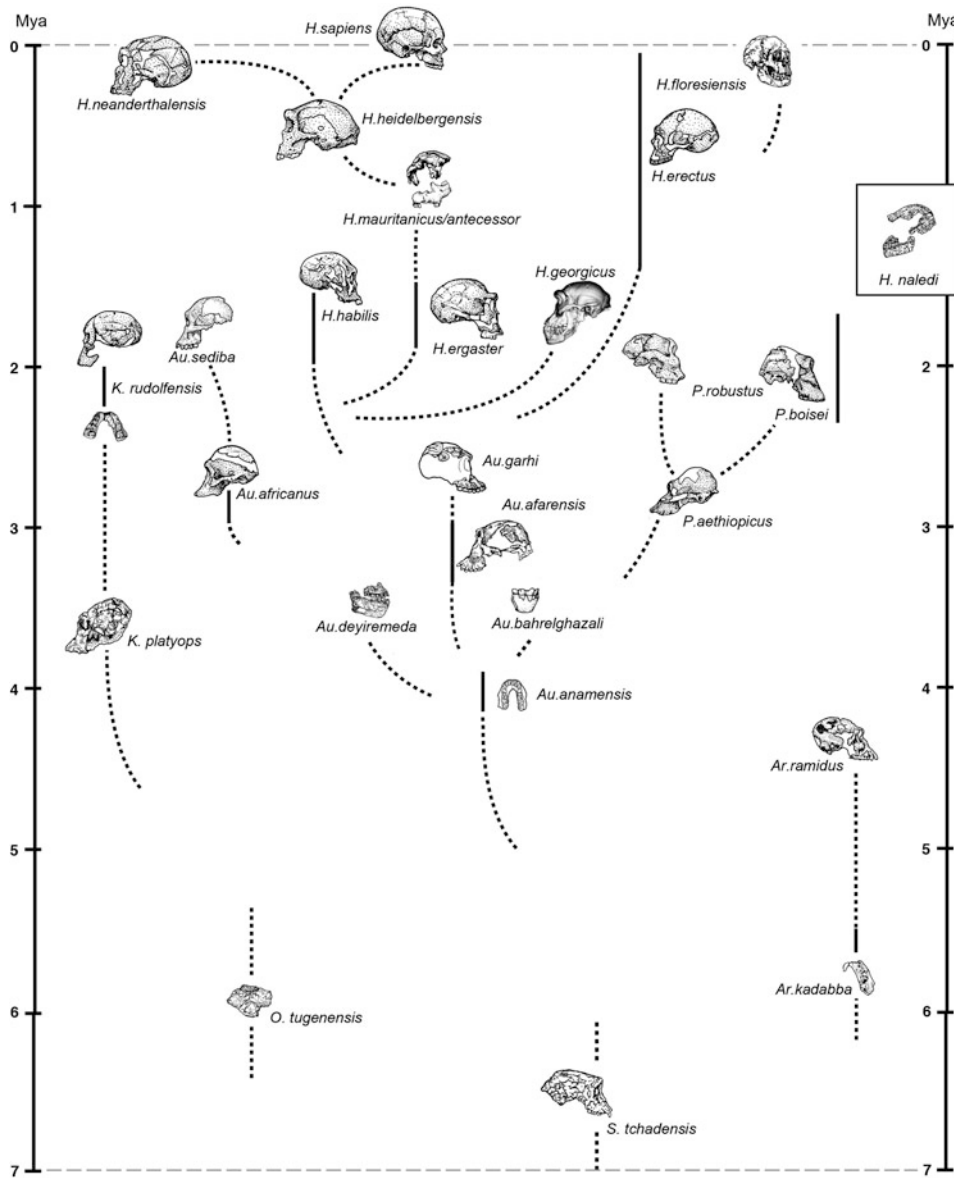 Mya
Mya
0
0
H.sapiens
H.neanderthalensis
H.floresiensis
H.heidelbergensis
H.erectus
1
1
H.mauritanicus/antecessor
H. naledi
H.georgicus
H.habilis
Au.sediba
H.ergaster
2
2
K. rudolfensis
P.robustus
P.boisei
Au.garhi
Au.africanus
Au.afarensis
P.aethiopicus
3
3
Au.deyiremeda
Au.bahrelghazali
K. platyops
4
4
Au.anamensis
Ar.ramidus
5
5
Ar.kadabba
6
6
O. tugenensis
S. tchadensis
7
7